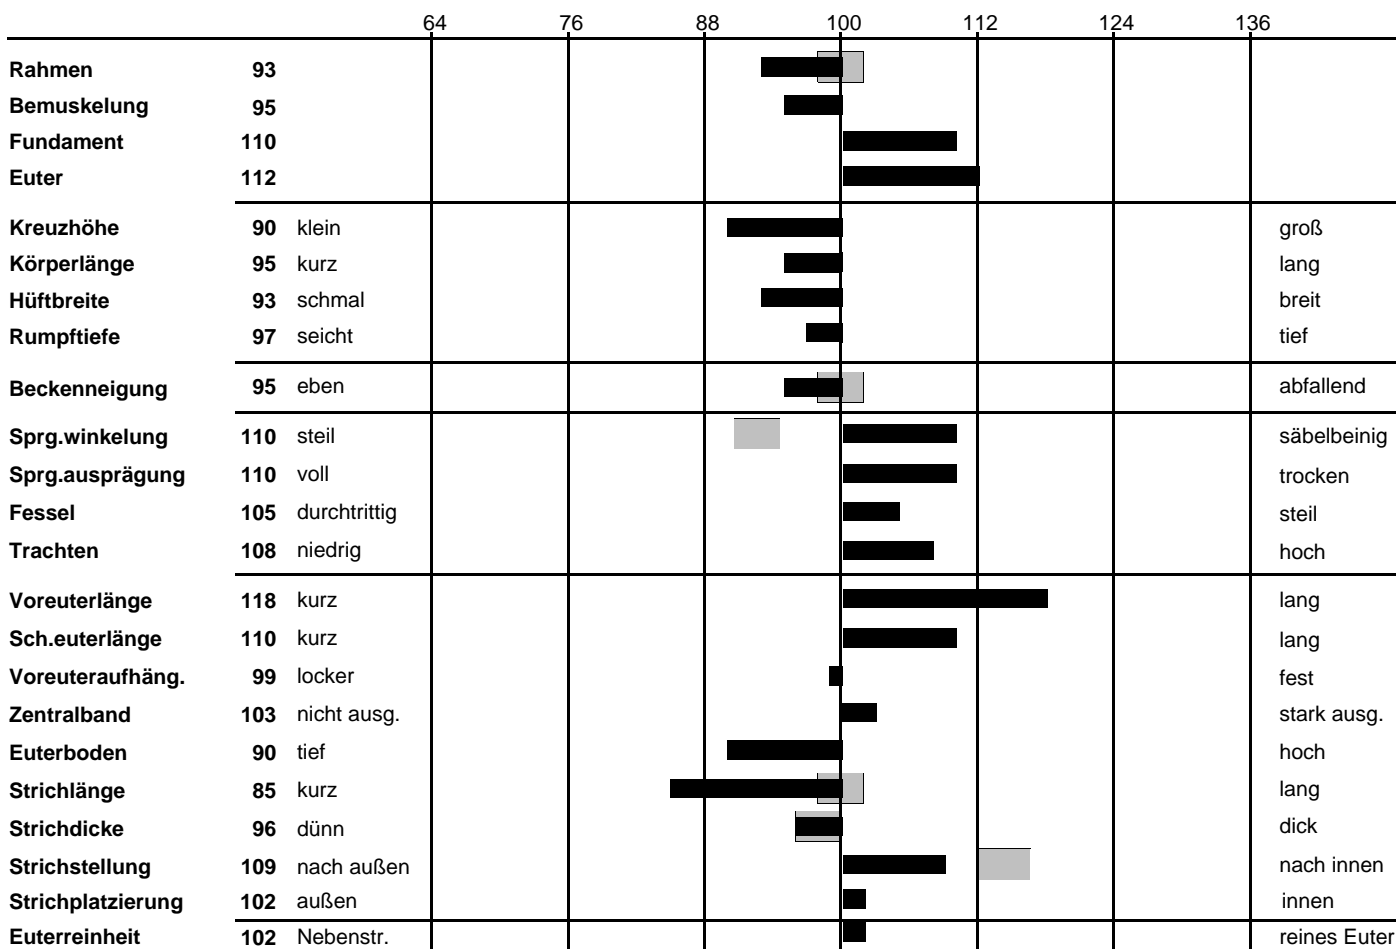 64 76 88 100 112 124 136
Rahmen 93
Bemuskelung 95
Fundament 110
Euter 112
Kreuzhöhe 90 klein groß
Körperlänge 95 kurz lang
Hüftbreite 93 schmal breit
Rumpftiefe 97 seicht tief
Beckenneigung 95 eben abfallend
Sprg.winkelung 110 steil säbelbeinig
Sprg.ausprägung 110 voll trocken
Fessel 105 durchtrittig steil
Trachten 108 niedrig hoch
Voreuterlänge 118 kurz lang
Sch.euterlänge 110 kurz lang
Voreuteraufhäng. 99 locker fest
Zentralband 103 nicht ausg. stark ausg.
Euterboden 90 tief hoch
Strichlänge 85 kurz lang
Strichdicke 96 dünn dick
Strichstellung 109 nach außen nach innen
Strichplatzierung 102 außen innen
Euterreinheit 102 Nebenstr. reines Euter